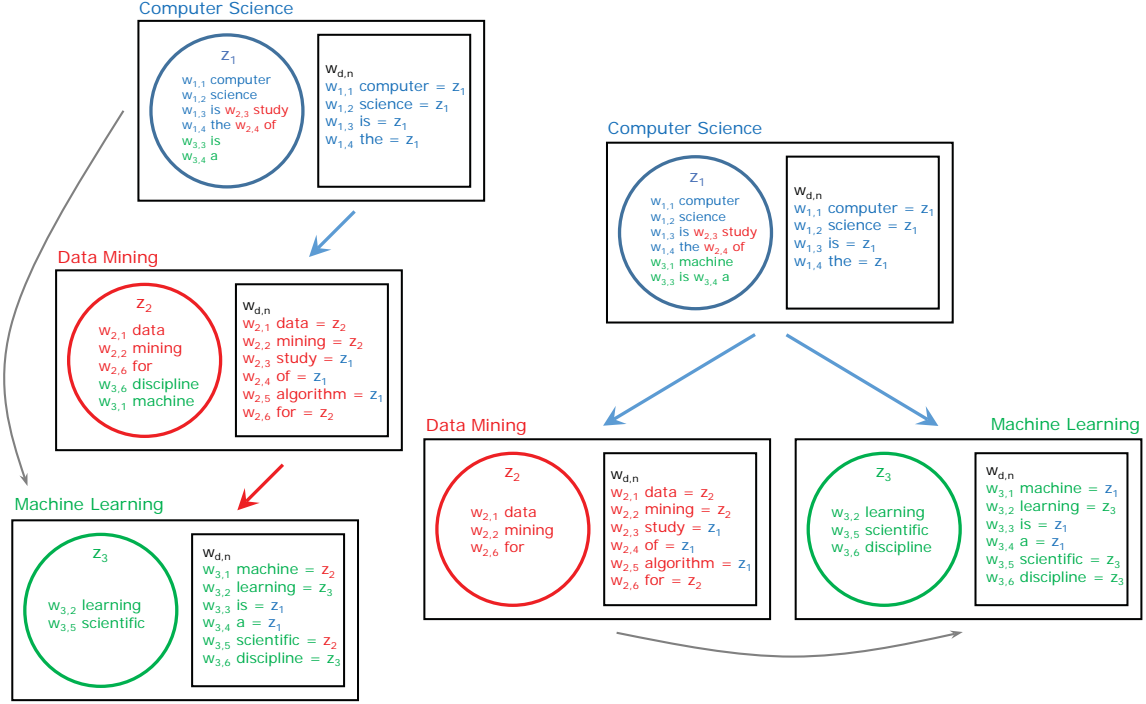 Computer Science
z1
w1,1 computer
w1,2 science
w1,3 is w2,3 study
w1,4 the w2,4 of
w3,3 is
w3,4 a
wd,n
w1,1 computer = z1
w1,2 science = z1
w1,3 is = z1
w1,4 the = z1
Data Mining
z2
w2,1 data
w2,2 mining
w2,6 for
w3,6 discipline
w3,1 machine
wd,n
w2,1 data = z2
w2,2 mining = z2
w2,3 study = z1
w2,4 of = z1
w2,5 algorithm = z1
w2,6 for = z2
Machine Learning
z3
w3,2 learning
w3,5 scientific
wd,n
w3,1 machine = z2
w3,2 learning = z3
w3,3 is = z1
w3,4 a = z1
w3,5 scientific = z2
w3,6 discipline = z3
Computer Science
z1
w1,1 computer
w1,2 science
w1,3 is w2,3 study
w1,4 the w2,4 of
w3,1 machine
w3,3 is w3,4 a
wd,n
w1,1 computer = z1
w1,2 science = z1
w1,3 is = z1
w1,4 the = z1
Data Mining
z2
w2,1 data
w2,2 mining
w2,6 for
wd,n
w2,1 data = z2
w2,2 mining = z2
w2,3 study = z1
w2,4 of = z1
w2,5 algorithm = z1
w2,6 for = z2
Machine Learning
z3
w3,2 learning
w3,5 scientific
w3,6 discipline
wd,n
w3,1 machine = z1
w3,2 learning = z3
w3,3 is = z1
w3,4 a = z1
w3,5 scientific = z3
w3,6 discipline = z3